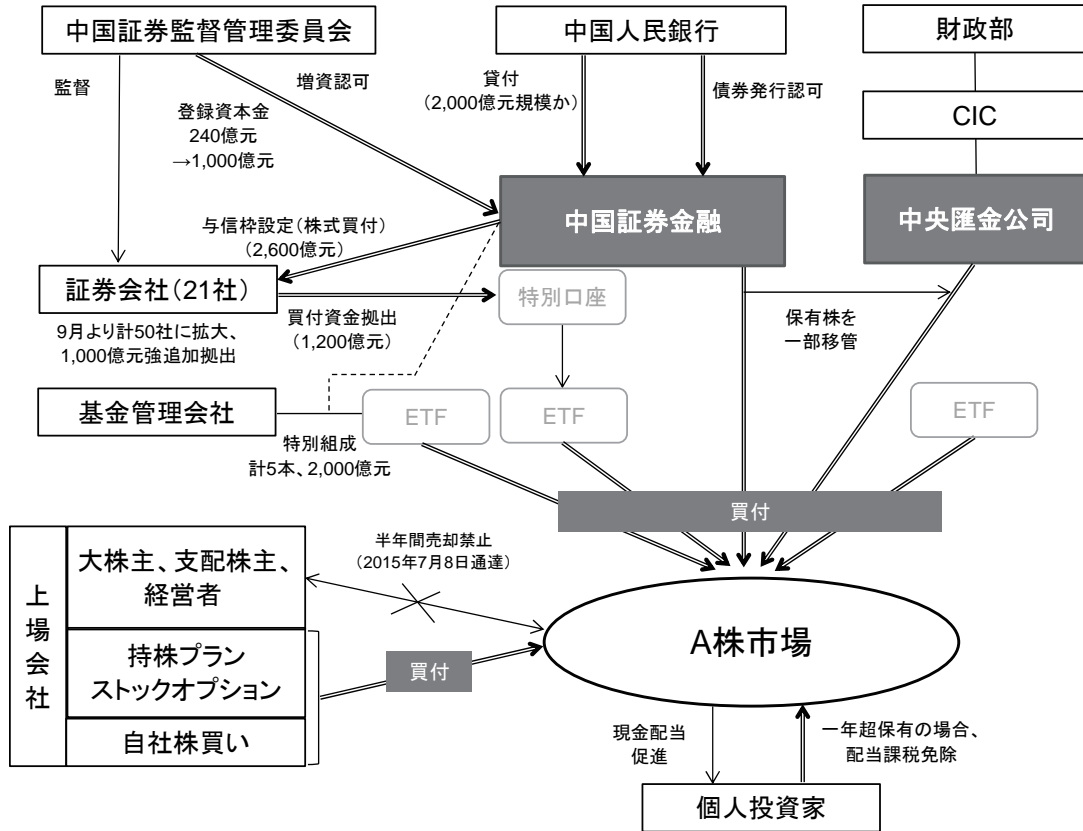 中国証券監督管理委員会
中国人民銀行
財政部
監督
増資認可
登録資本金
240億元
→1,000億元
貸付
（2,000億元規模か）
債券発行認可
CIC
中国証券金融
中央匯金公司
与信枠設定（株式買付）
（2,600億元）
証券会社（21社）
特別口座
9月より計50社に拡大、
1,000億元強追加拠出
買付資金拠出
（1,200億元）
保有株を
一部移管
基金管理会社
ETF
ETF
ETF
特別組成
計5本、2,000億元
買付
上場会社
大株主、支配株主、
経営者
半年間売却禁止
（2015年7月8日通達）
持株プラン
ストックオプション
買付
A株市場
自社株買い
現金配当
促進
一年超保有の場合、
配当課税免除
個人投資家